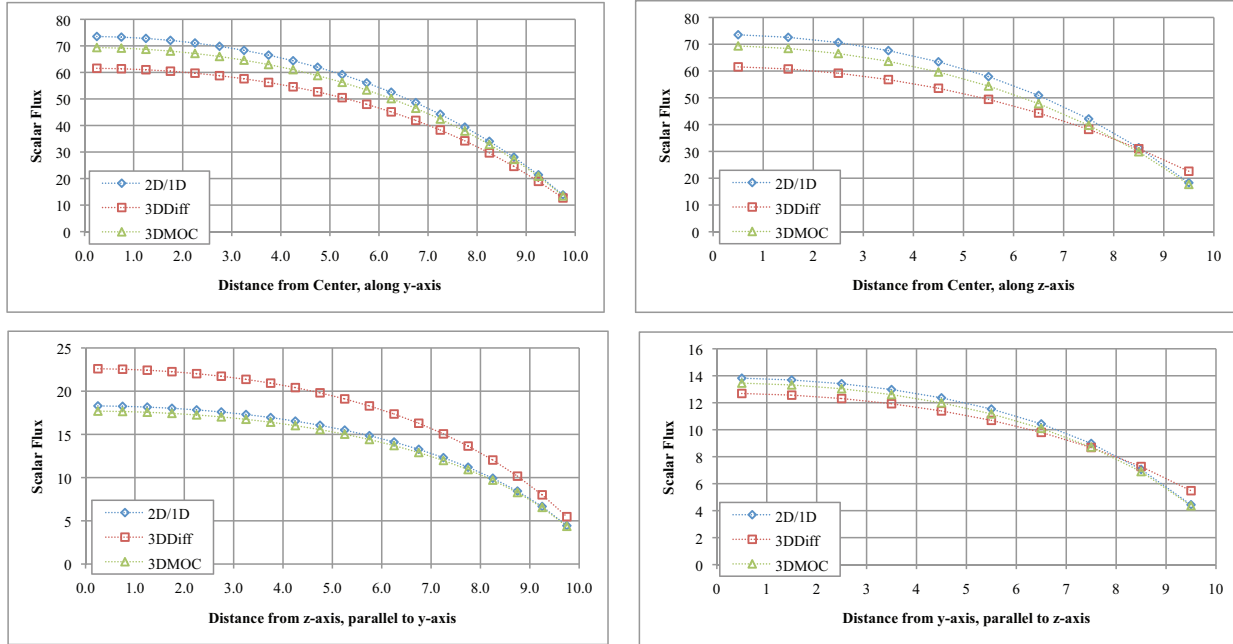 80
70
60
50
40
30
20
10
0
Scalar Flux
2D/1D
3DDiff
3DMOC
0.0 1.0 2.0 3.0 4.0 5.0 6.0 7.0 8.0 9.0 10.0
Distance from Center, along y-axis
80
70
60
50
40
30
20
10
0
Scalar Flux
2D/1D
3DDiff
3DMOC
0 1 2 3 4 5 6 7 8 9 10
Distance from Center, along z-axis
25
20
15
10
5
0
Scalar Flux
2D/1D
3DDiff
3DMOC
0.0 1.0 2.0 3.0 4.0 5.0 6.0 7.0 8.0 9.0 10.0
Distance from z-axis, parallel to y-axis
16
14
12
10
8
6
4
2
0
Scalar Flux
2D/1D
3DDiff
3DMOC
0 1 2 3 4 5 6 7 8 9 10
Distance from y-axis, parallel to z-axis